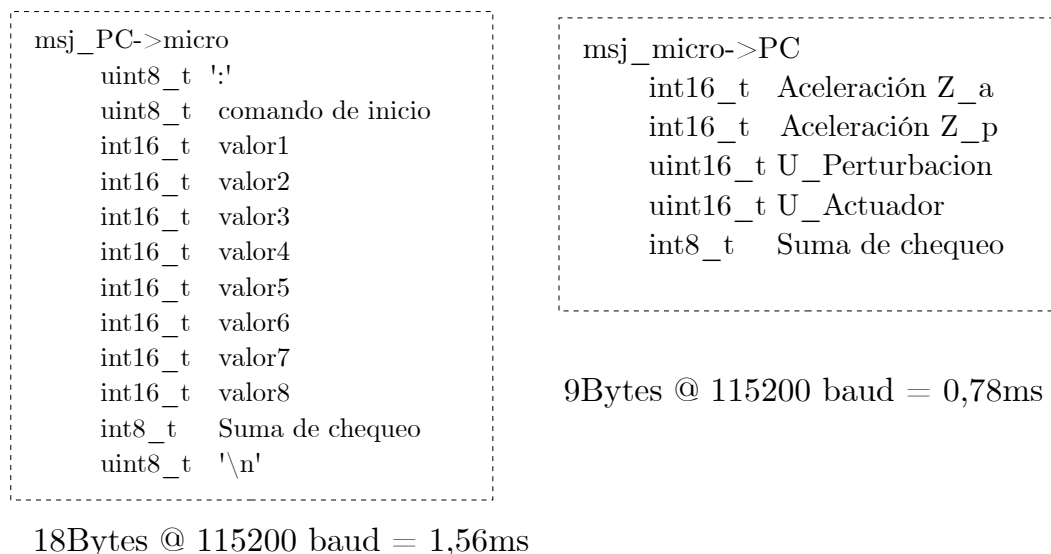 msj_PC->micro
uint8_t ':'
uint8_t comando de inicio
int16_t valor1
int16_t valor2
int16_t valor3
int16_t valor4
int16_t valor5
int16_t valor6
int16_t valor7
int16_t valor8
int8_t Suma de chequeo
uint8_t '\n'
18Bytes @ 115200 baud = 1,56ms
msj_micro->PC
int16_t Aceleración Z_a
int16_t Aceleración Z_p
uint16_t U_Perturbacion
uint16_t U_Actuador
int8_t Suma de chequeo
9Bytes @ 115200 baud = 0,78ms